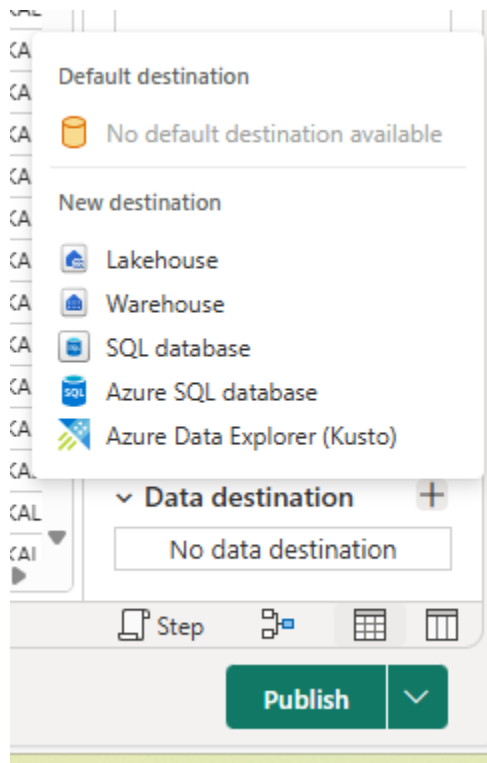 Default destination
No default destination available
New destination
Lakehouse
Warehouse
SQL database
SQL
Azure SQL database
Azure Data Explorer (Kusto)
Data destination
No data destination
Step
Publish